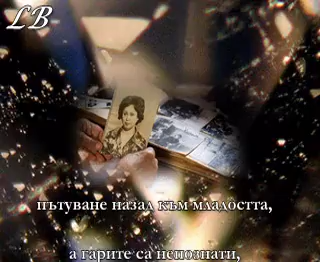 LB
пътуване назад към младостта,
а гарите са непознати,